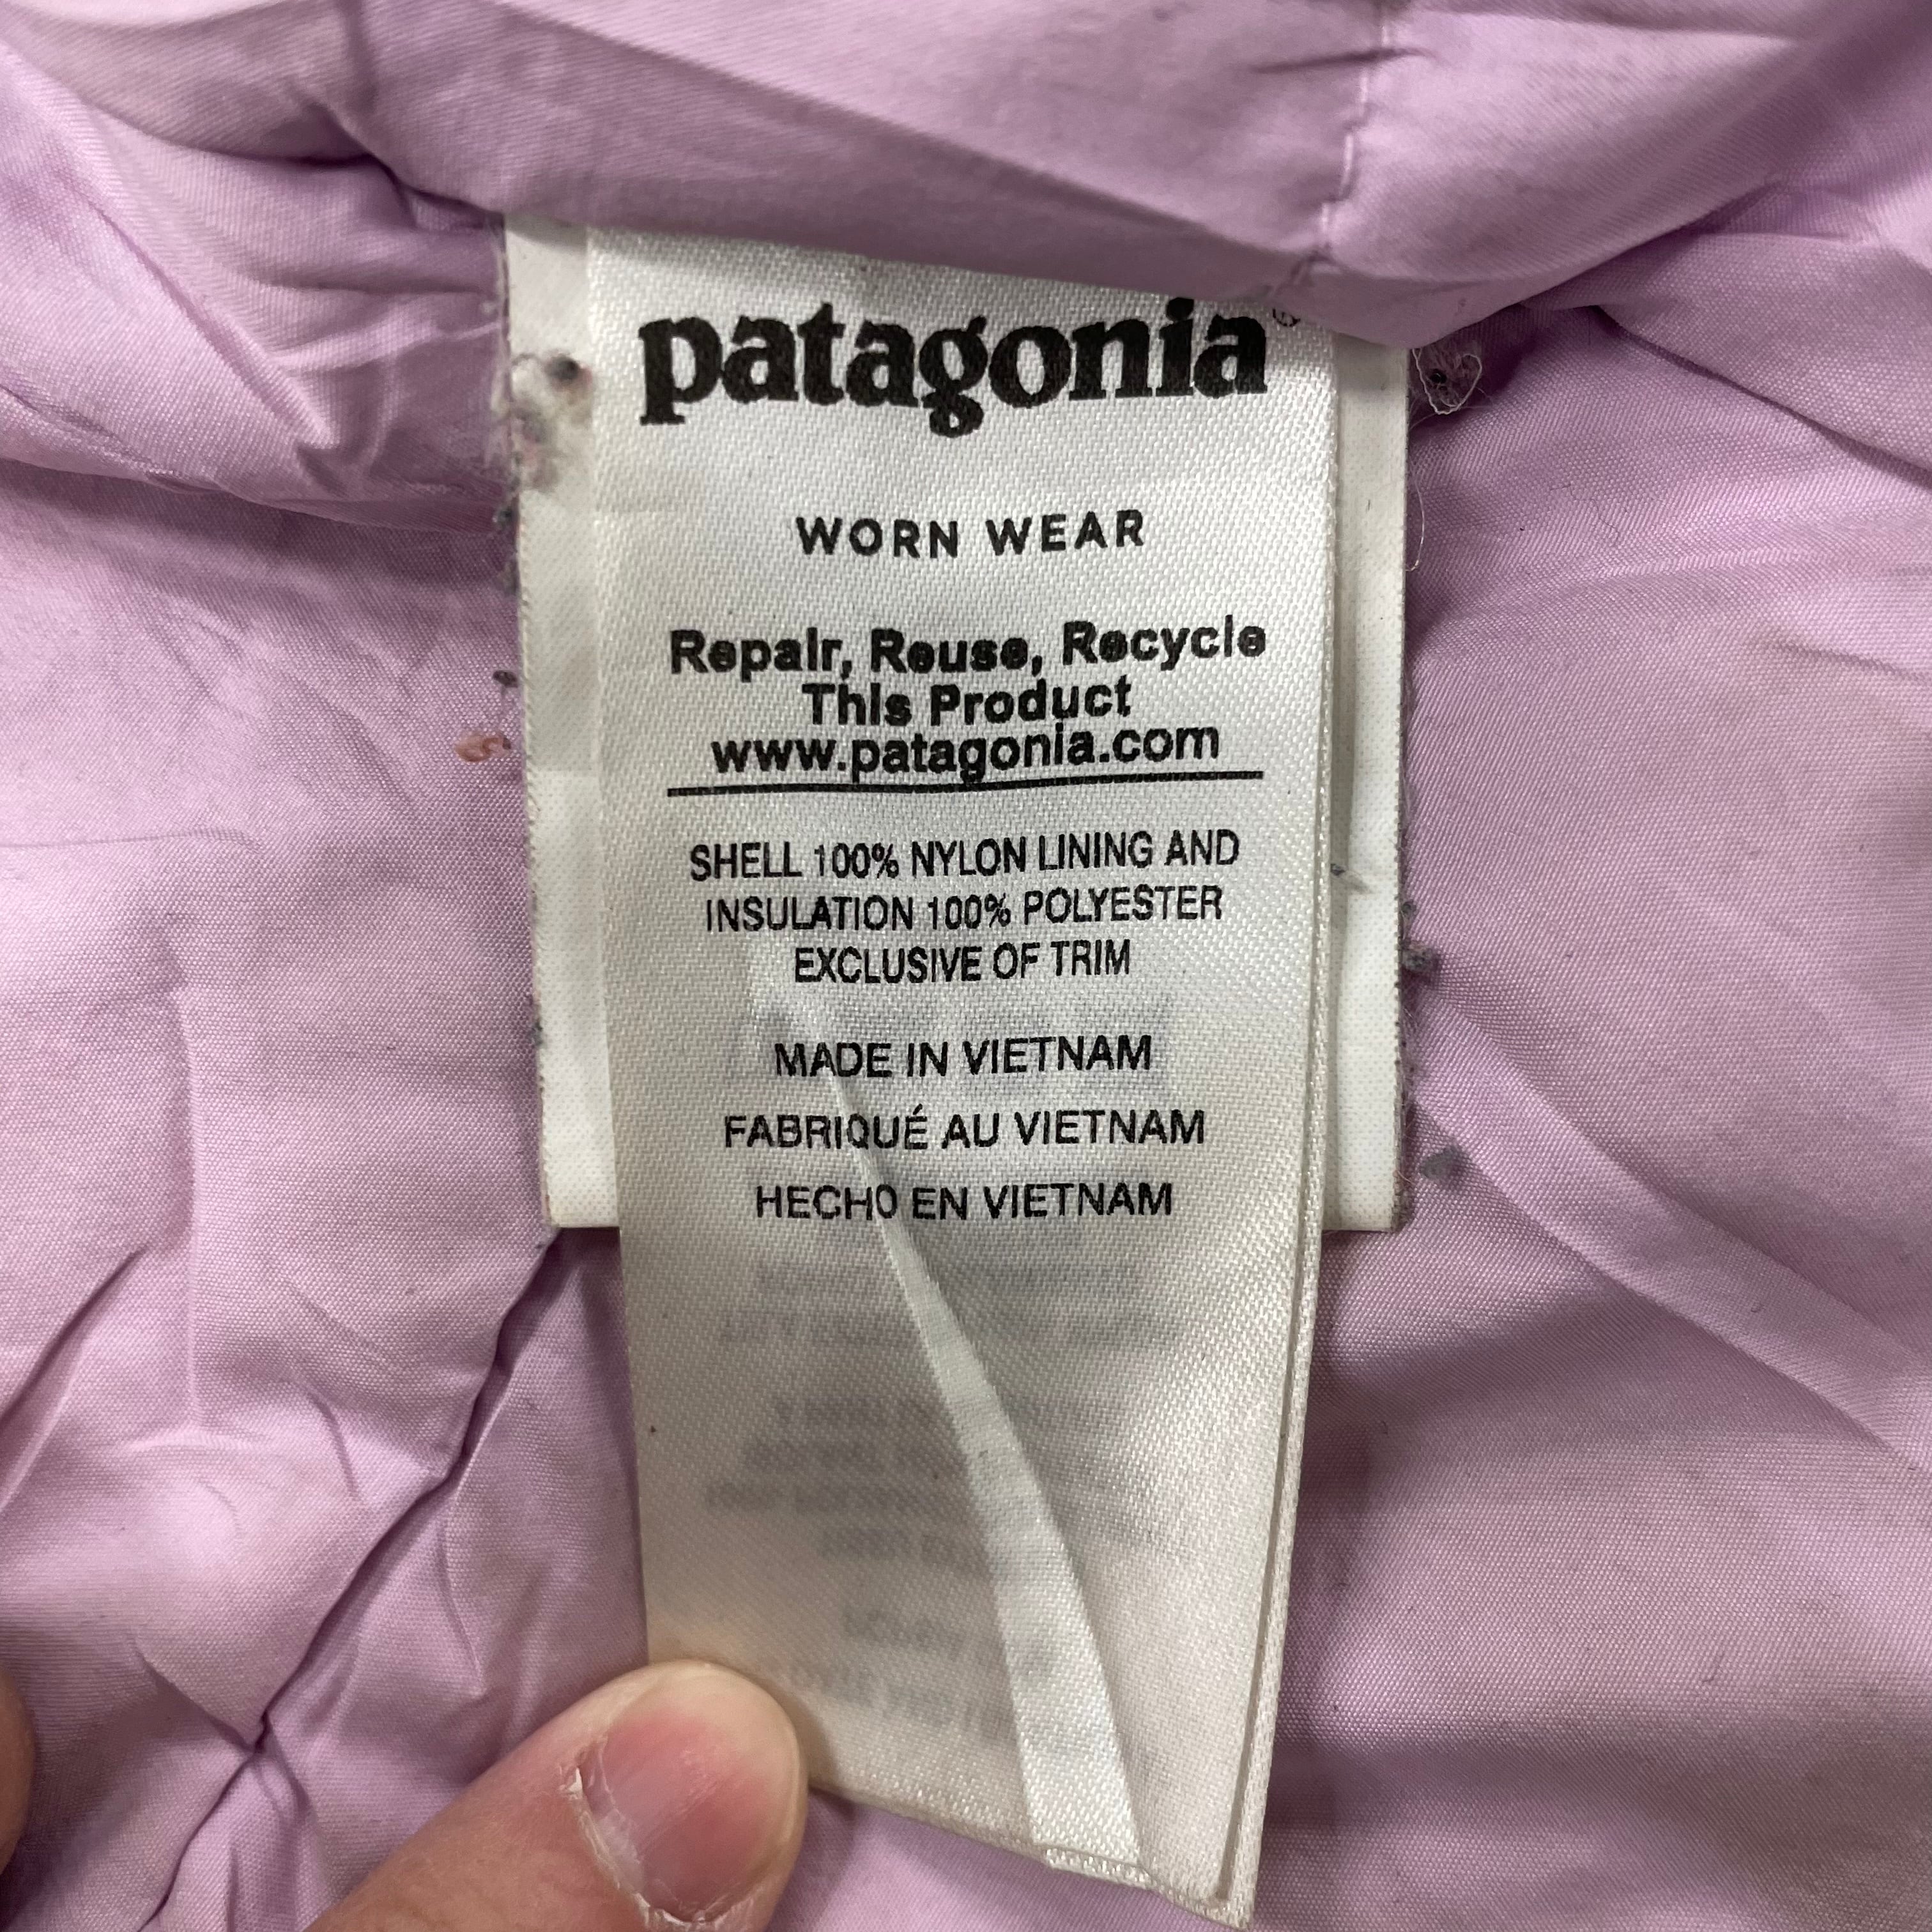 patagonia®
WORN WEAR
Repair, Reuse, Recycle
This Product
www.patagonia.com
SHELL 100% NYLON LINING AND
INSULATION 100% POLYESTER
EXCLUSIVE OF TRIM
MADE IN VIETNAM
FABRIQUÉ AU VIETNAM
HECHO EN VIETNAM